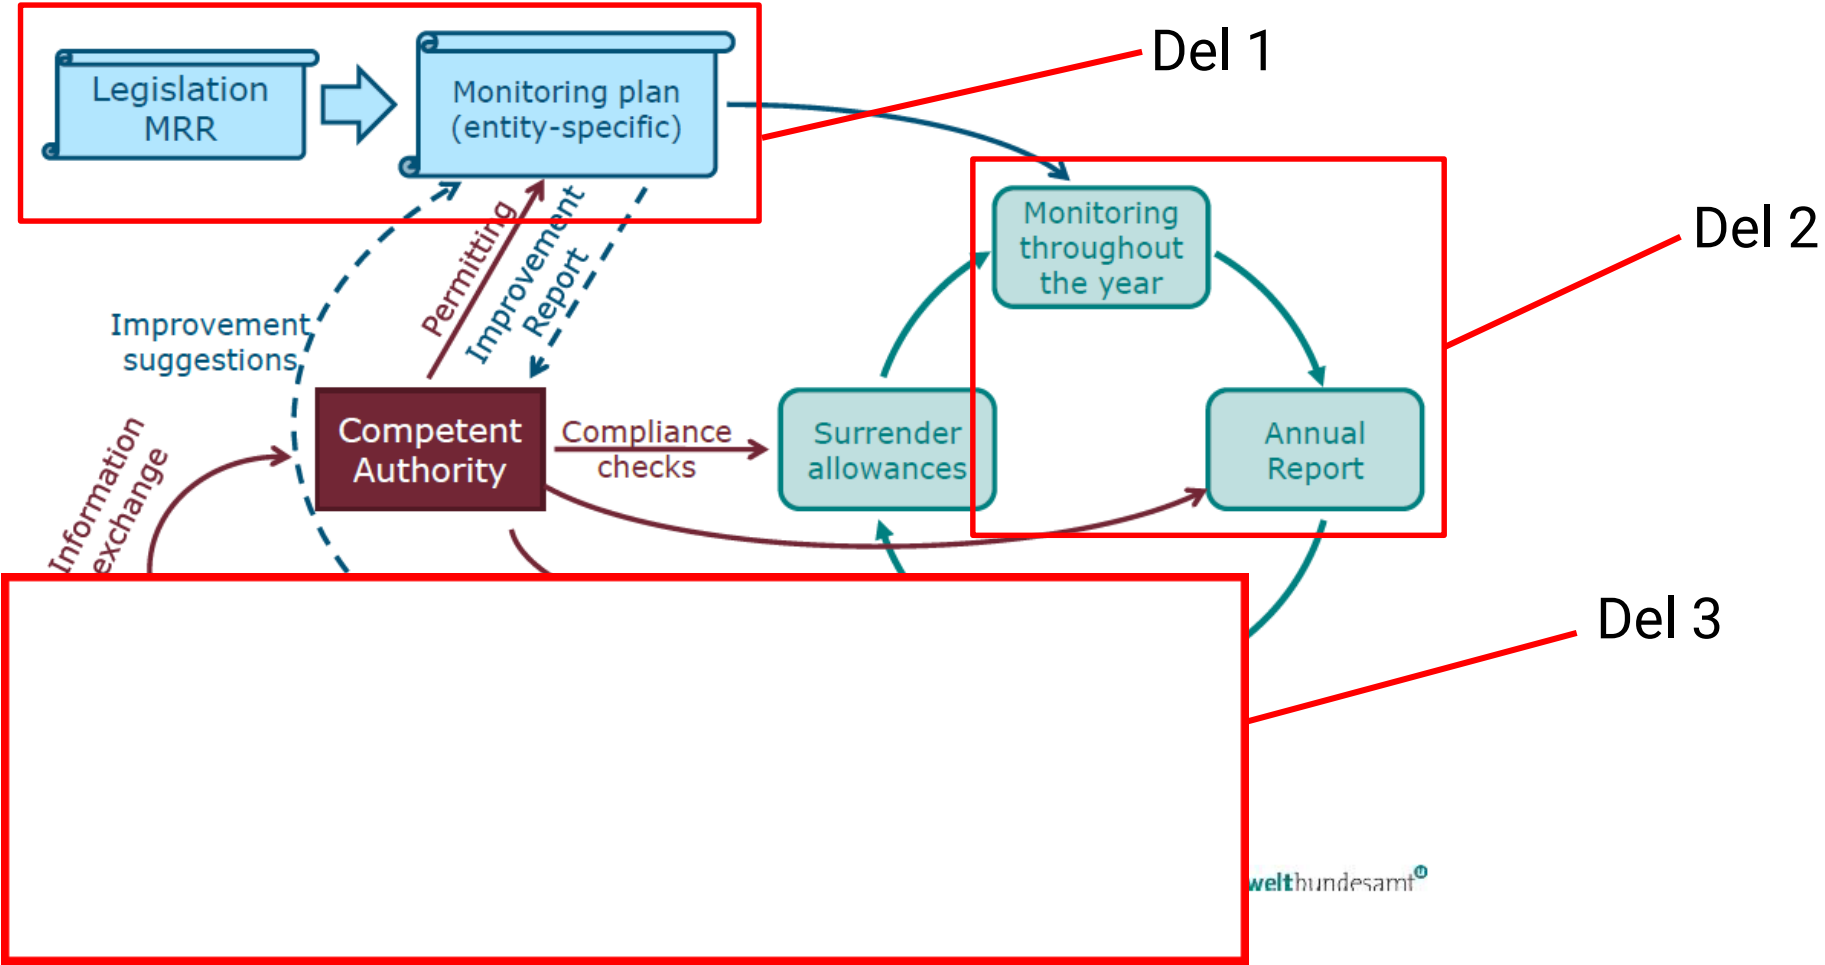 Del 1
Legislation
MRR
Monitoring plan
(entity-specific)
Del 2
Monitoring
throughout
the year
Permitting
Improvement
Report
Improvement
suggestions
Competent
Authority
Compliance
checks
Surrender
allowances
Annual
Report
Information
exchange
Del 3
weltbundesamt
u